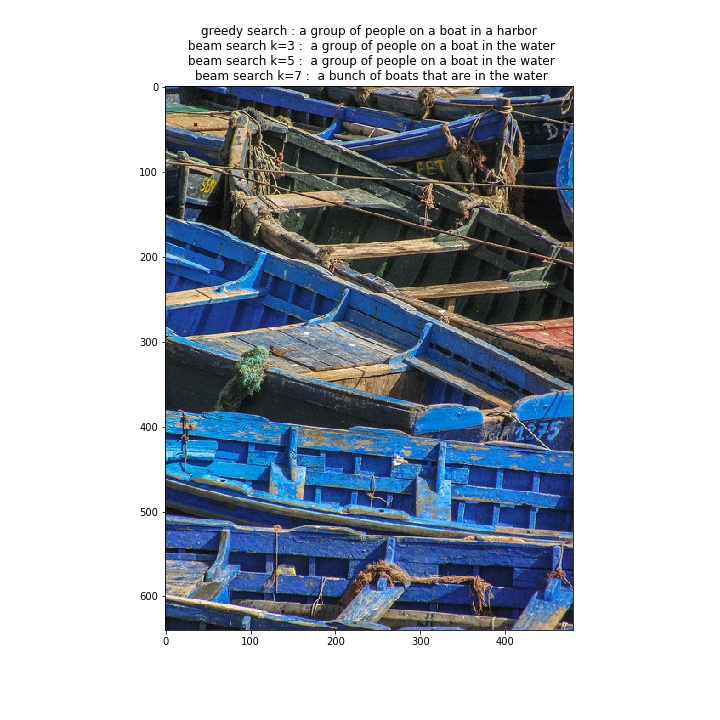 greedy search : a group of people on a boat in a harbor
beam search k=3 :  a group of people on a boat in the water
beam search k=5 :  a group of people on a boat in the water
beam search k=7 :  a bunch of boats that are in the water
0
100
200
300
400
500
600
FET
0 100 200 300 400